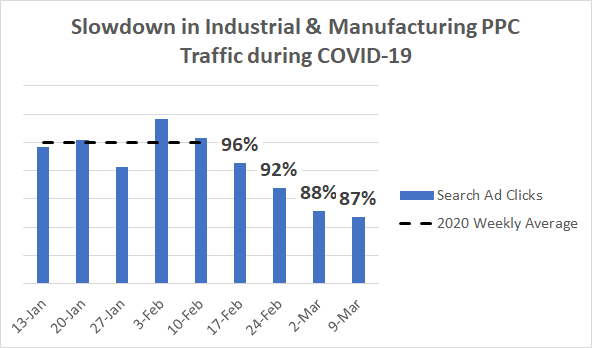 Slowdown in Industrial & Manufacturing PPC
Traffic during COVID-19
96%
92%
88%
87%
Search Ad Clicks
2020 Weekly Average
13-Jan
20-Jan
27-Jan
3-Feb
10-Feb
17-Feb
24-Feb
2-Mar
9-Mar